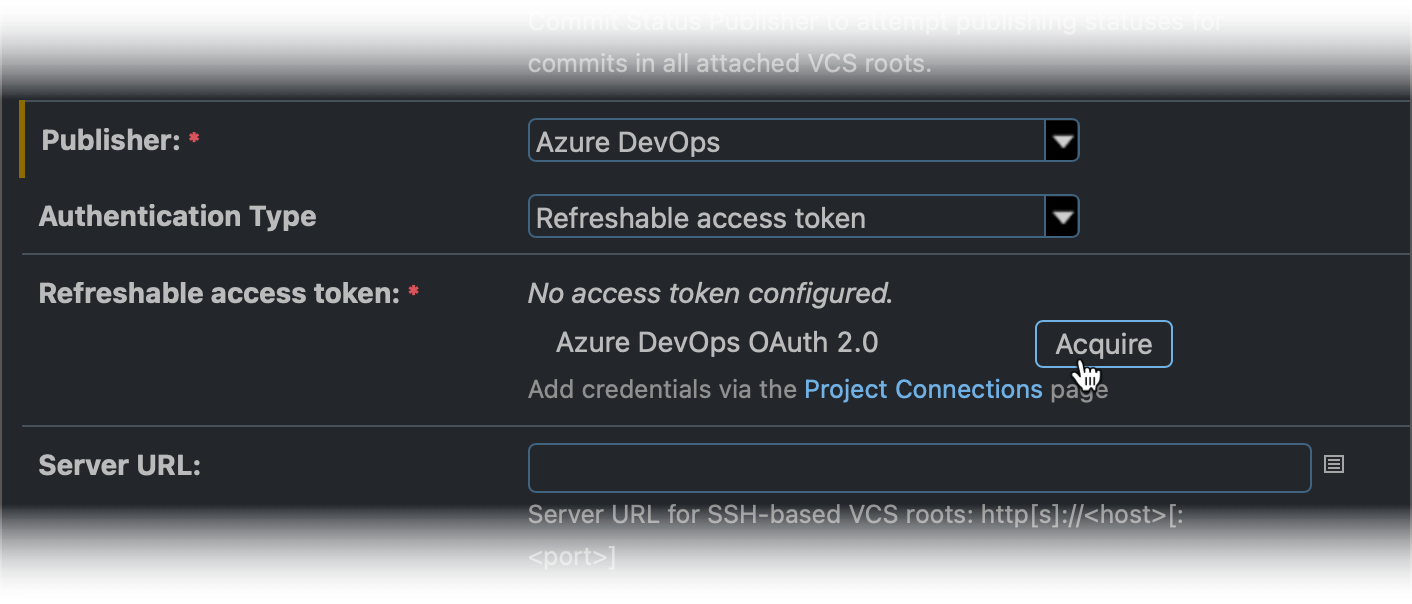 Commit Status Publisher to attempt publishing statuses for
commits in all attached VCS roots.
Publisher: *
Azure DevOps
Authentication Type
Refreshable access token
Refreshable access token: *
No access token configured.
Azure DevOps OAuth 2.0
Acquire
Add credentials via the Project Connections page
Server URL:
Server URL for SSH-based VCS roots: http[s]://<host>[:
<port>]